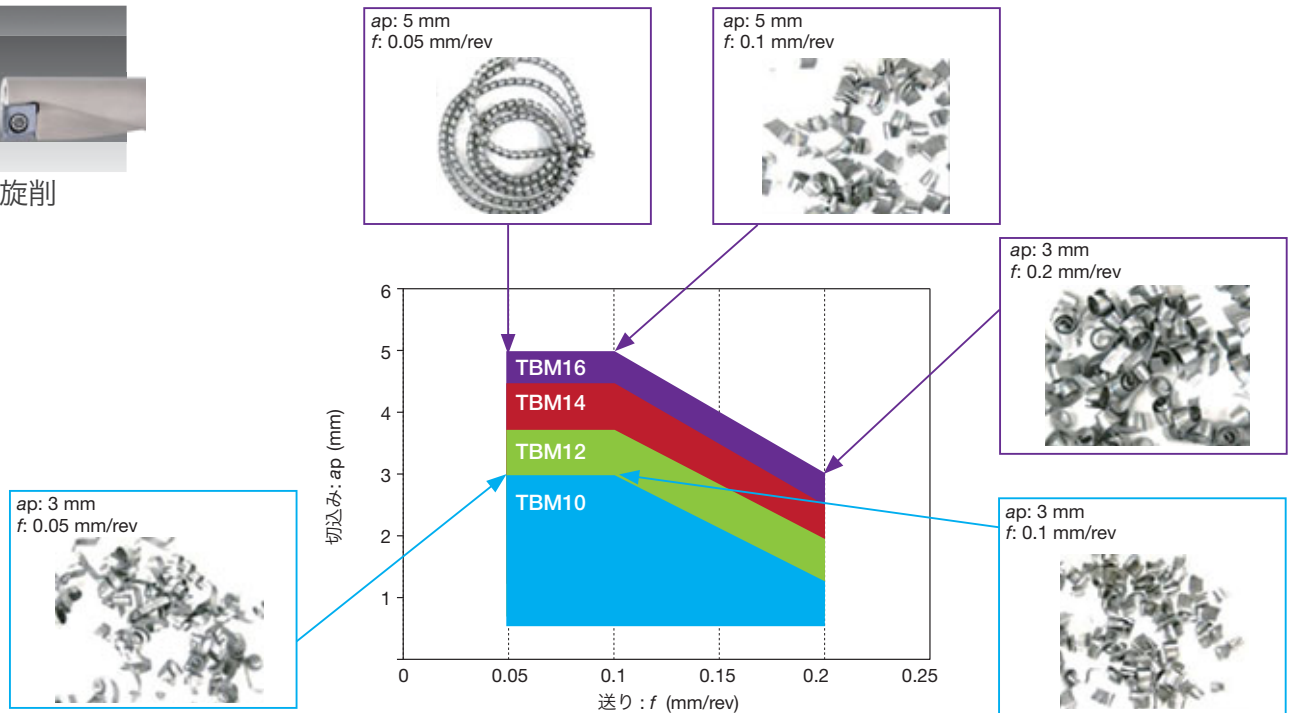 ap: 5 mm
f: 0.05 mm/rev
ap: 5 mm
f: 0.1 mm/rev
旋削
ap: 3 mm
f: 0.2 mm/rev
6
5
4
3
2
1
切込み: ap (mm)
TBM16
TBM14
TBM12
TBM10
ap: 3 mm
f: 0.05 mm/rev
ap: 3 mm
f: 0.1 mm/rev
0
0.05
0.1
0.15
0.2
0.25
送り : f (mm/rev)